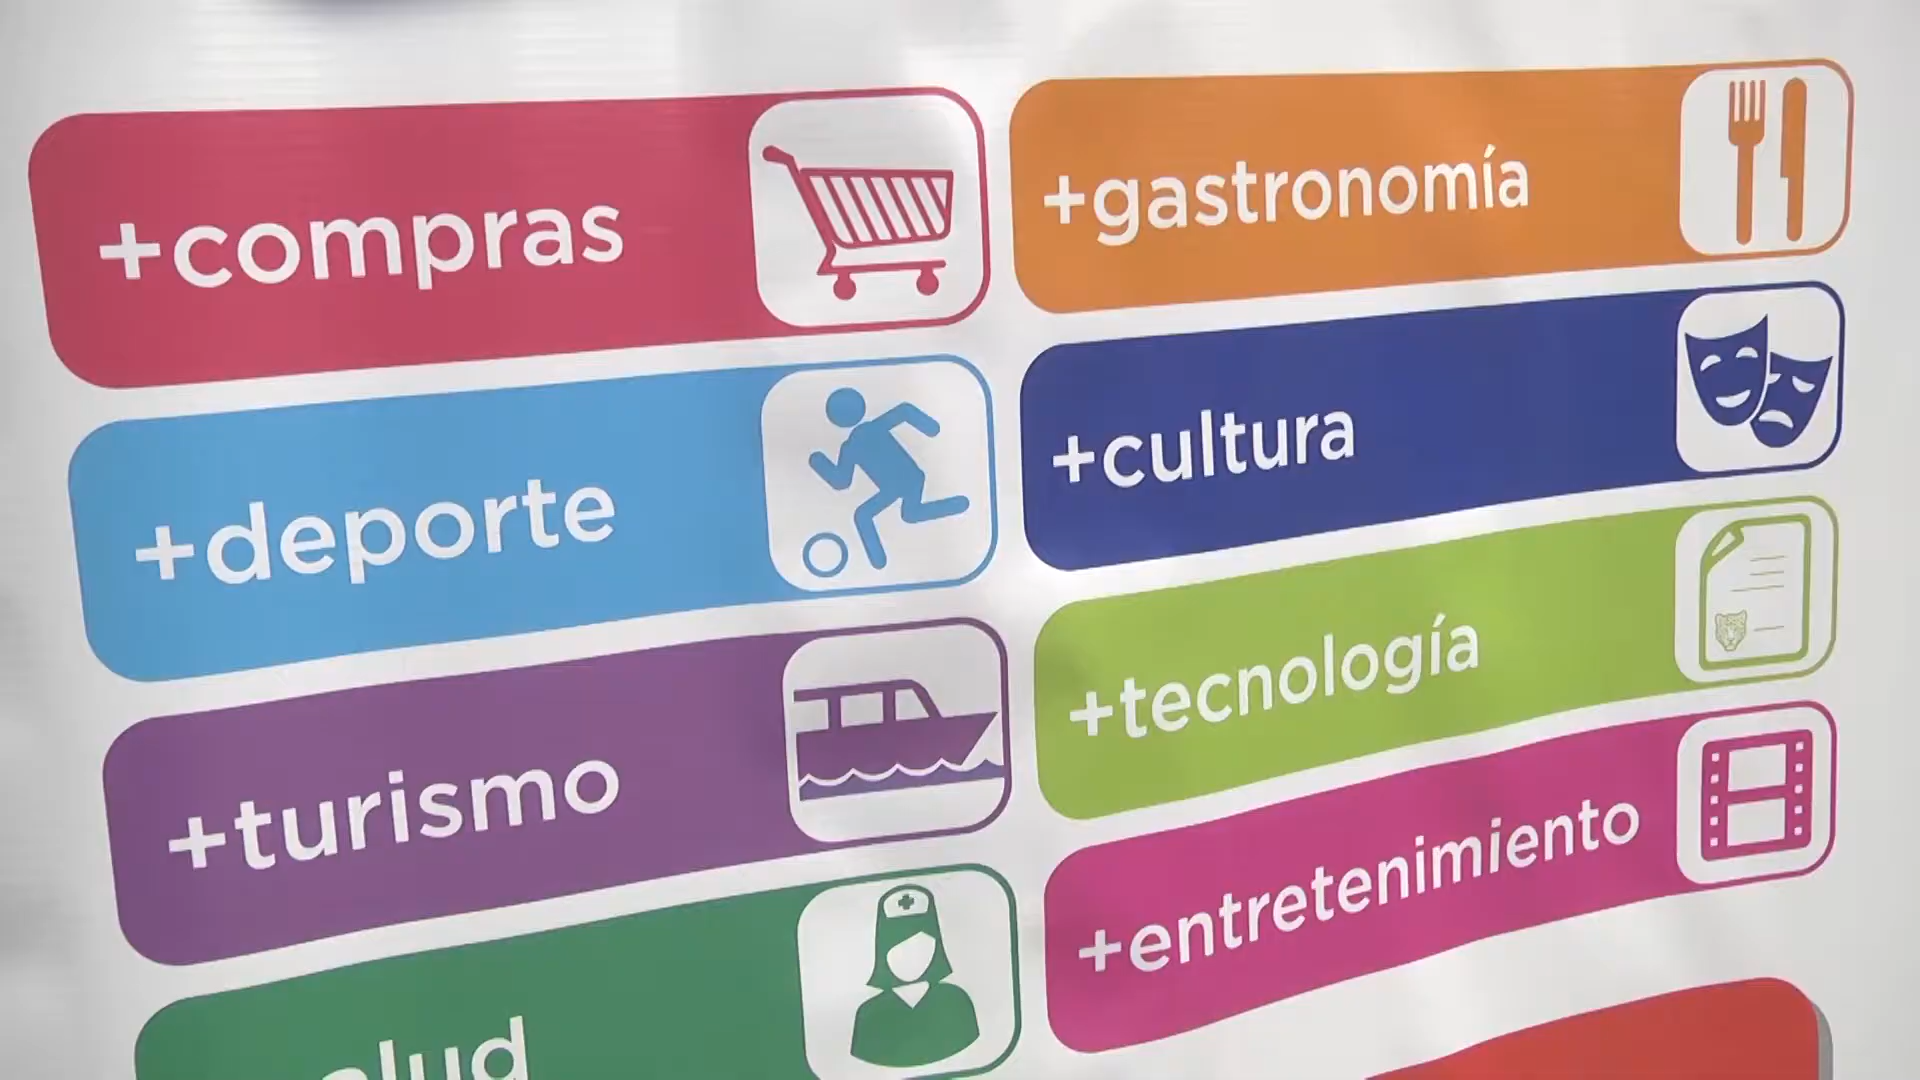 +compras
+deporte
+turismo
+gastronomía
+cultura
+tecnología
+entretenimiento